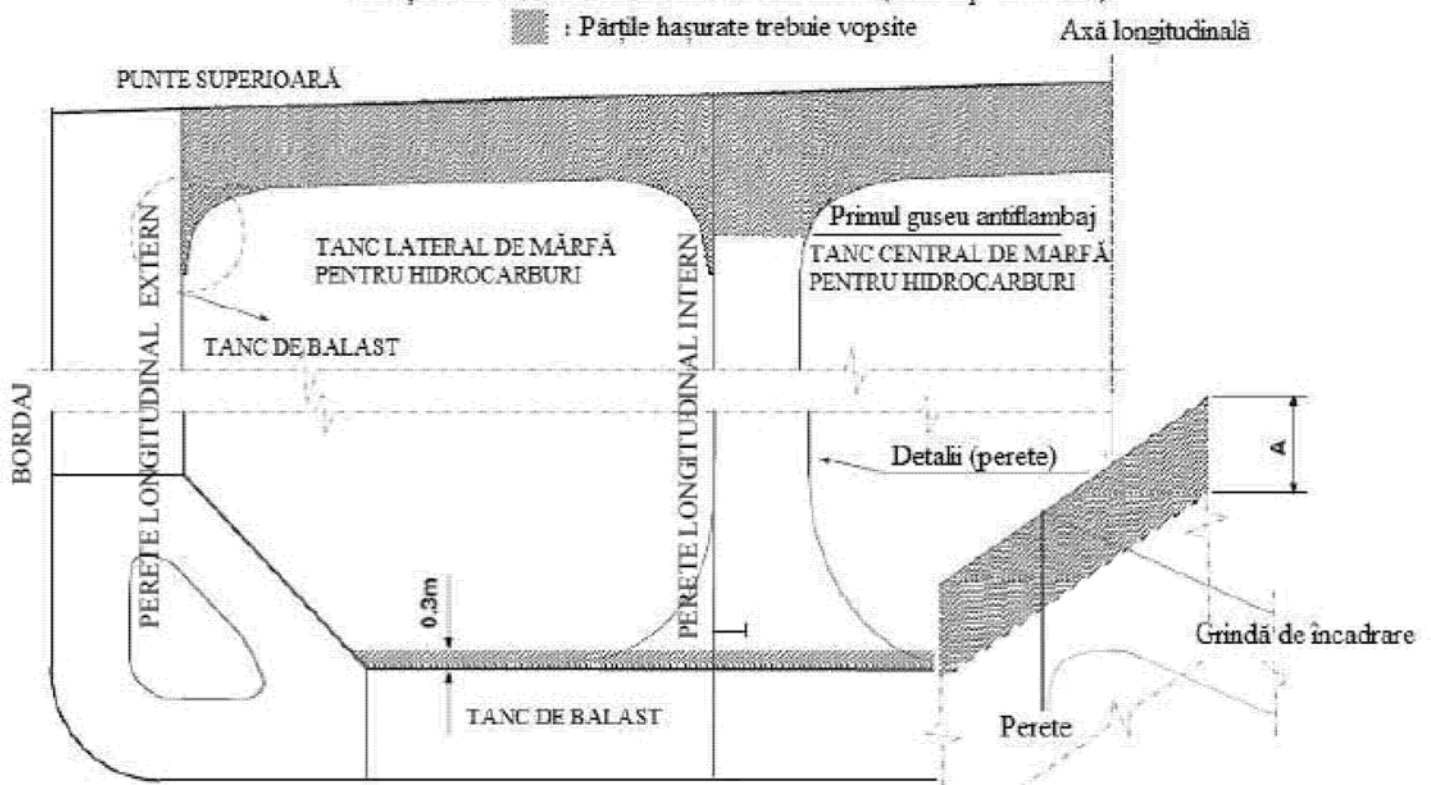 : Părțile hașurate trebuie vopsite
Axă longitudinală
PUNTE SUPERIOARĂ
Primul guseu antiflambaj
TANC LATERAL DE MĂRFĂ
PENTRU HIDROCARBURI
TANC CENTRAL DE MARFĂ
PENTRU HIDROCARBURI
PERETE LONGITUDINAL EXTERN
PERETE LONGITUDINAL INTERN
TANC DE BALAST
BORDAJ
Detalii (perete)
A
0.3m
Grindă de încadrare
TANC DE BALAST
Perete